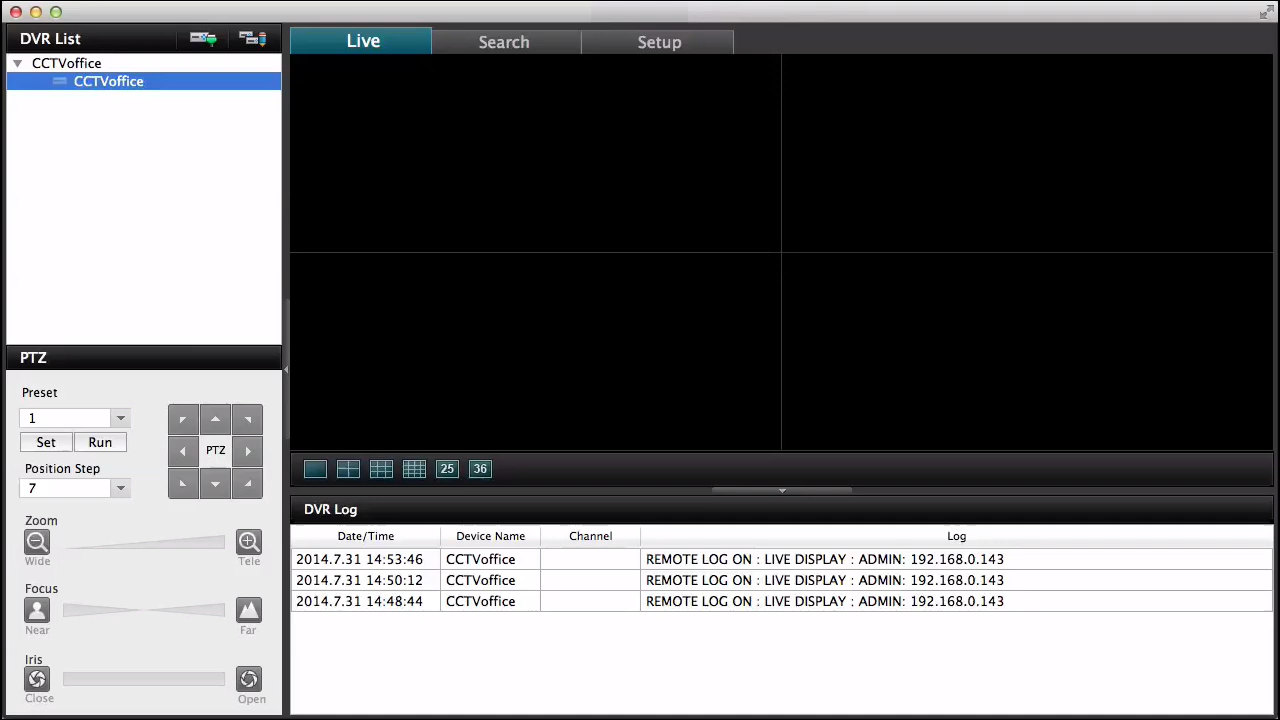 DVR List
CCTVoffice
CCTVoffice
Live
Search
Setup
PTZ
Preset
1
Set
Run
Position Step
7
PTZ
Zoom
Wide
Tele
Focus
Near
Far
Iris
Close
Open
25
36
DVR Log
Date/Time Device Name Channel Log
2014.7.31 14:53:46 CCTVoffice REMOTE LOG ON : LIVE DISPLAY : ADMIN: 192.168.0.143
2014.7.31 14:50:12 CCTVoffice REMOTE LOG ON : LIVE DISPLAY : ADMIN: 192.168.0.143
2014.7.31 14:48:44 CCTVoffice REMOTE LOG ON : LIVE DISPLAY : ADMIN: 192.168.0.143